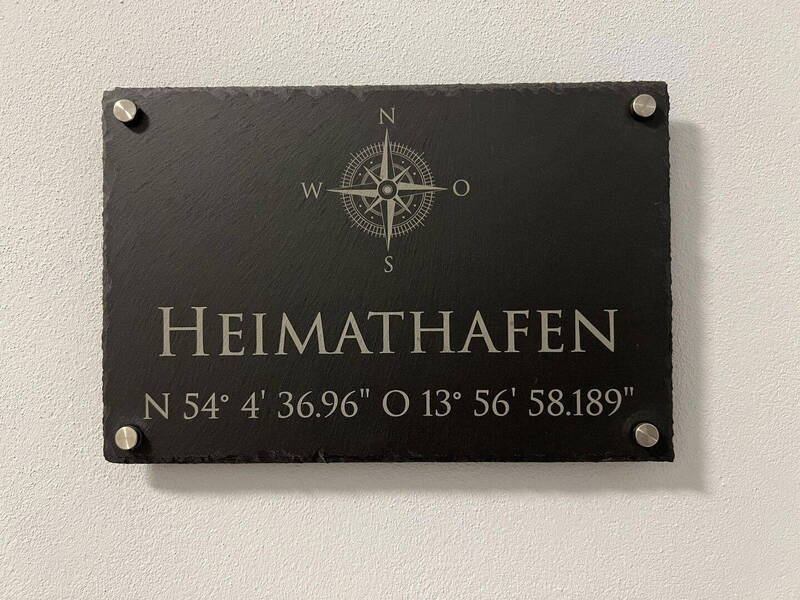 N
W O
S
HEIMATHAFEN
N 54° 4' 36.96" O 13° 56' 58.189"